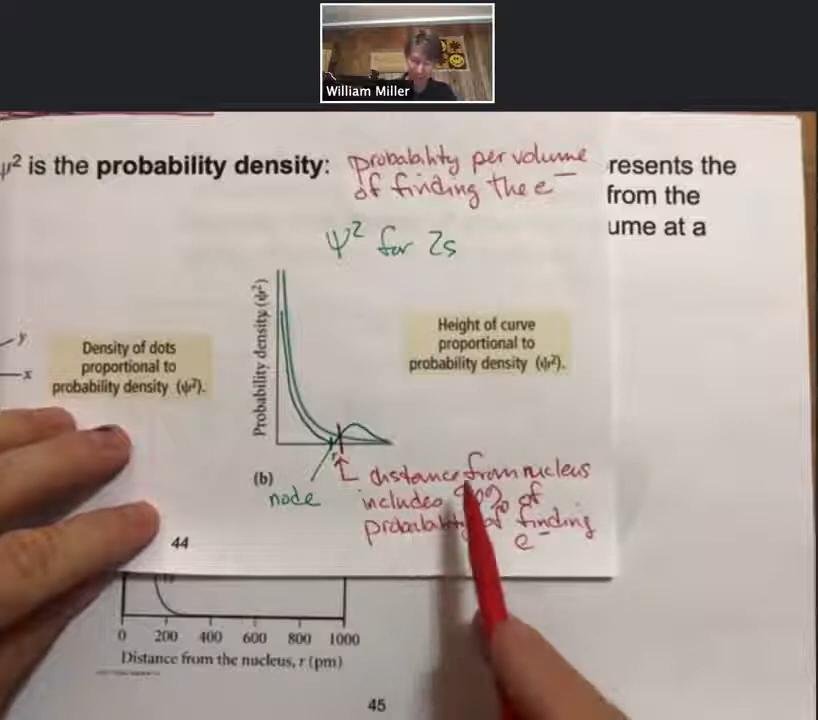 William Miller
ψ² is the probability density: probability per volume
of finding the e⁻
resents the
from the
ume at a
ψ² for 2s
Probability density (ψ²)
y
x
Density of dots
proportional to
probability density (ψ²).
Height of curve
proportional to
probability density (ψ²).
(b)
node
distance from nucleus
includes 90% of
probability of finding
e⁻
44
0 200 400 600 800 1000
Distance from the nucleus, r (pm)
45